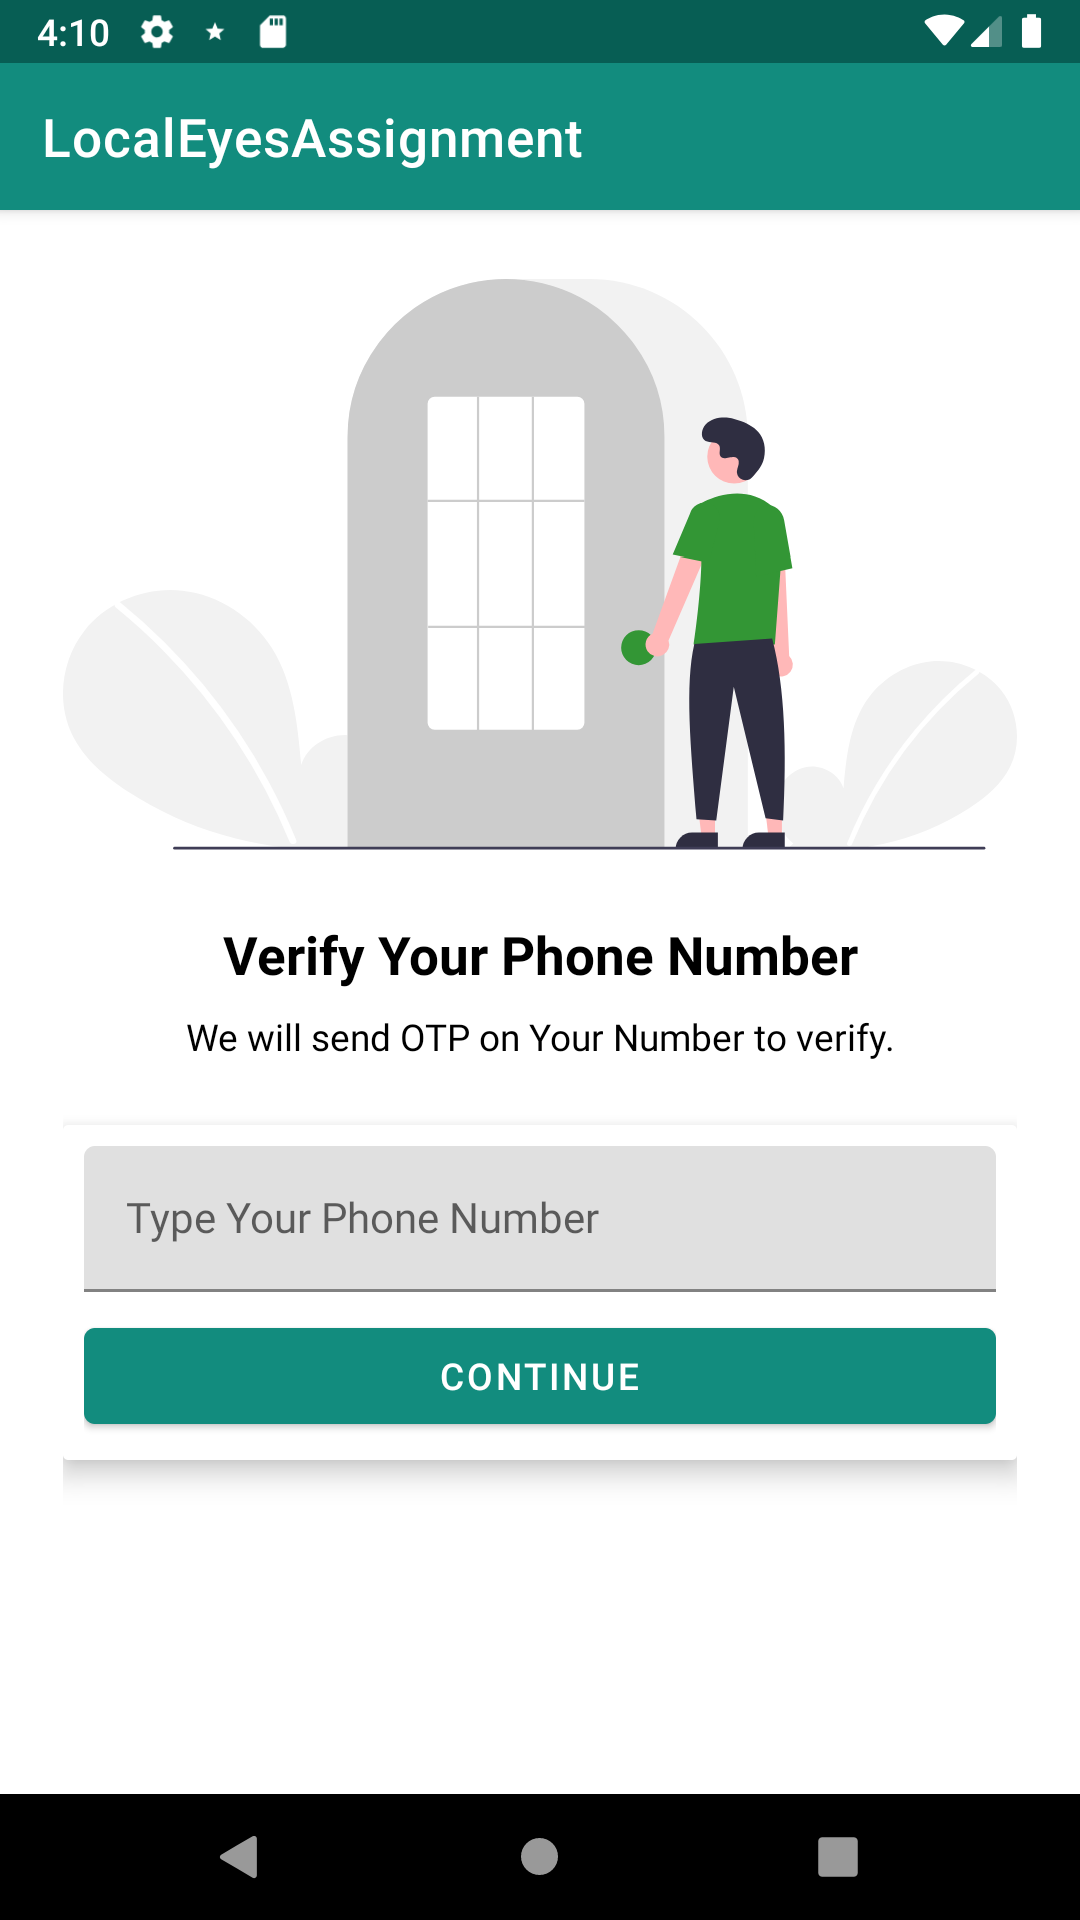 4:10
LocalEyesAssignment
Verify Your Phone Number
We will send OTP on Your Number to verify.
Type Your Phone Number
CONTINUE